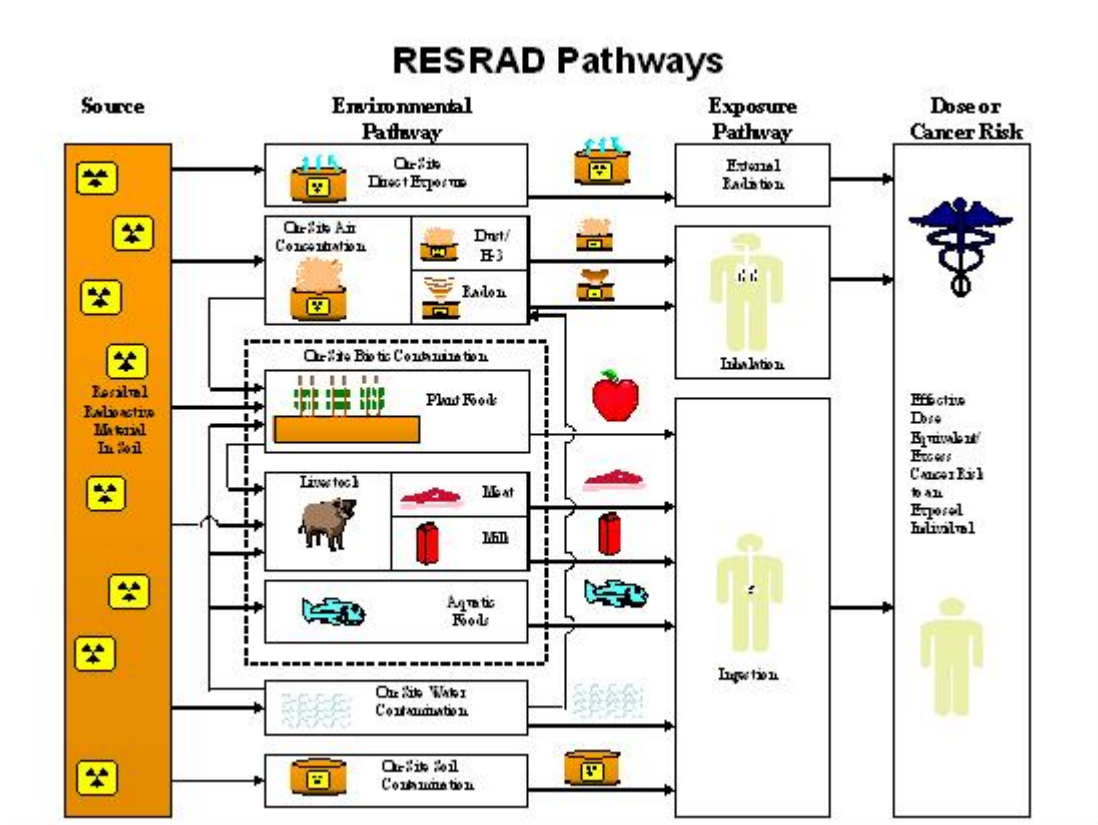 RESRAD Pathways
Source
Environmental
Pathway
Exposure
Pathway
Dose or
Cancer Risk
On-Site
Direct Exposure
External
Radiation
On-Site Air
Concentration
Dust/
H-3
Radon
Inhalation
On-Site Biotic Contamination
Plant Foods
Residual
Radioactive
Material
In Soil
Livestock
Meat
Milk
Aquatic
Foods
Effective
Dose
Equivalent/
Excess
Cancer Risk
to an
Exposed
Individual
Ingestion
On-Site Water
Contamination
On-Site Soil
Contamination